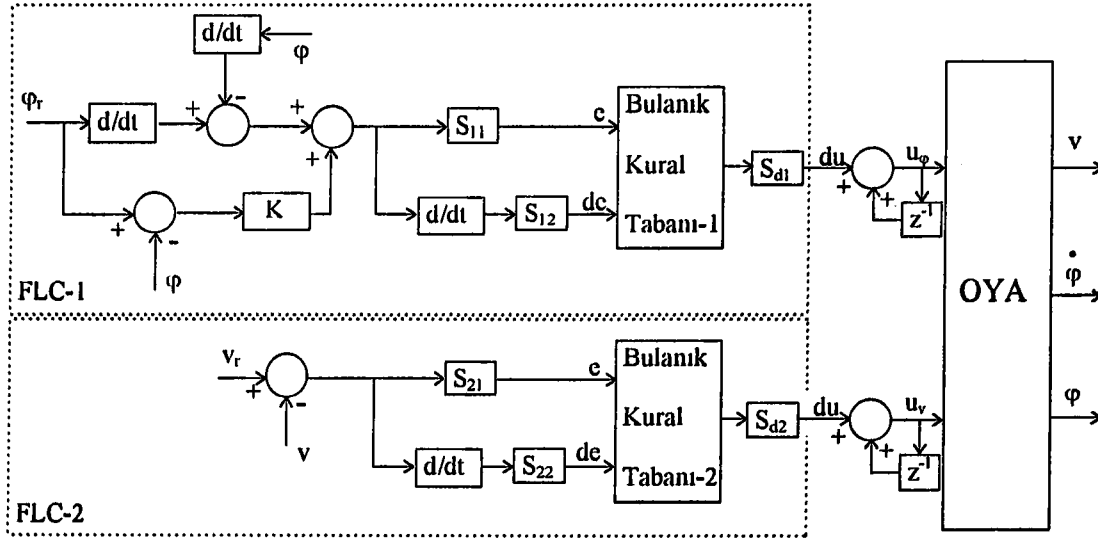 d/dt
φ
-
φr
d/dt
+
+
+
S11
e
Bulanık
Kural
Tabanı-1
Sd1
du
+
+
uφ
z-1
v
K
+
-
φ
d/dt
S12
dc
FLC-1
OYA
φ̇
φ
vr
+
-
v
S21
e
Bulanık
Kural
Tabanı-2
Sd2
du
+
+
uv
z-1
d/dt
S22
de
FLC-2